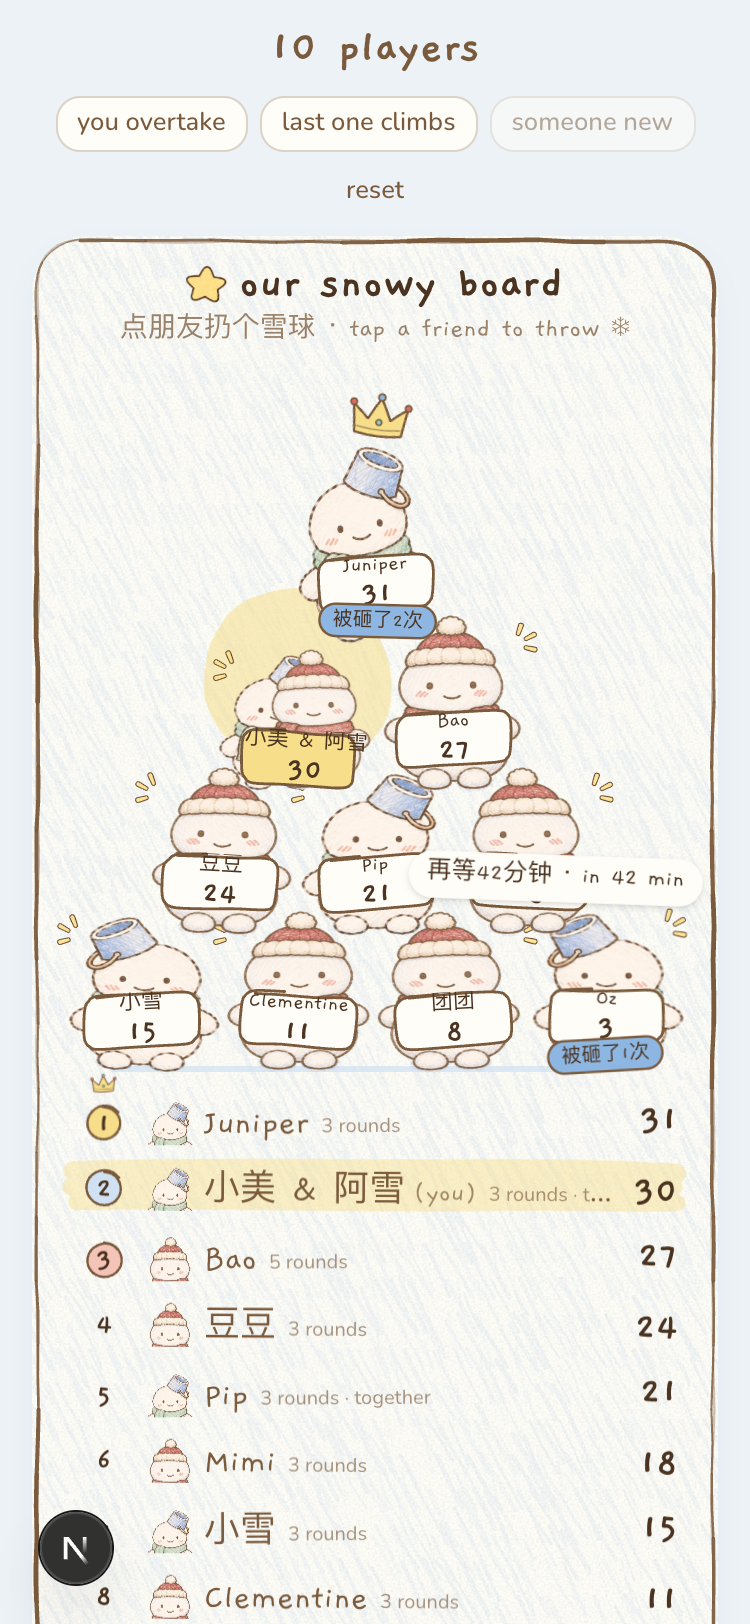 10 players
you overtake
last one climbs
someone new
reset
our snowy board
点朋友扔个雪球 · tap a friend to throw ❄
Juniper
31
被砸了2次
小美 & 阿雪
30
Bao
27
豆豆
24
Pip
21
再等42分钟 · in 42 min
小雪
15
Clementine
11
团团
8
Oz
3
被砸了1次
1 Juniper 3 rounds 31
2 小美 & 阿雪 (you) 3 rounds · t... 30
3 Bao 5 rounds 27
4 豆豆 3 rounds 24
5 Pip 3 rounds · together 21
6 Mimi 3 rounds 18
小雪 3 rounds 15
8 Clementine 3 rounds 11
N